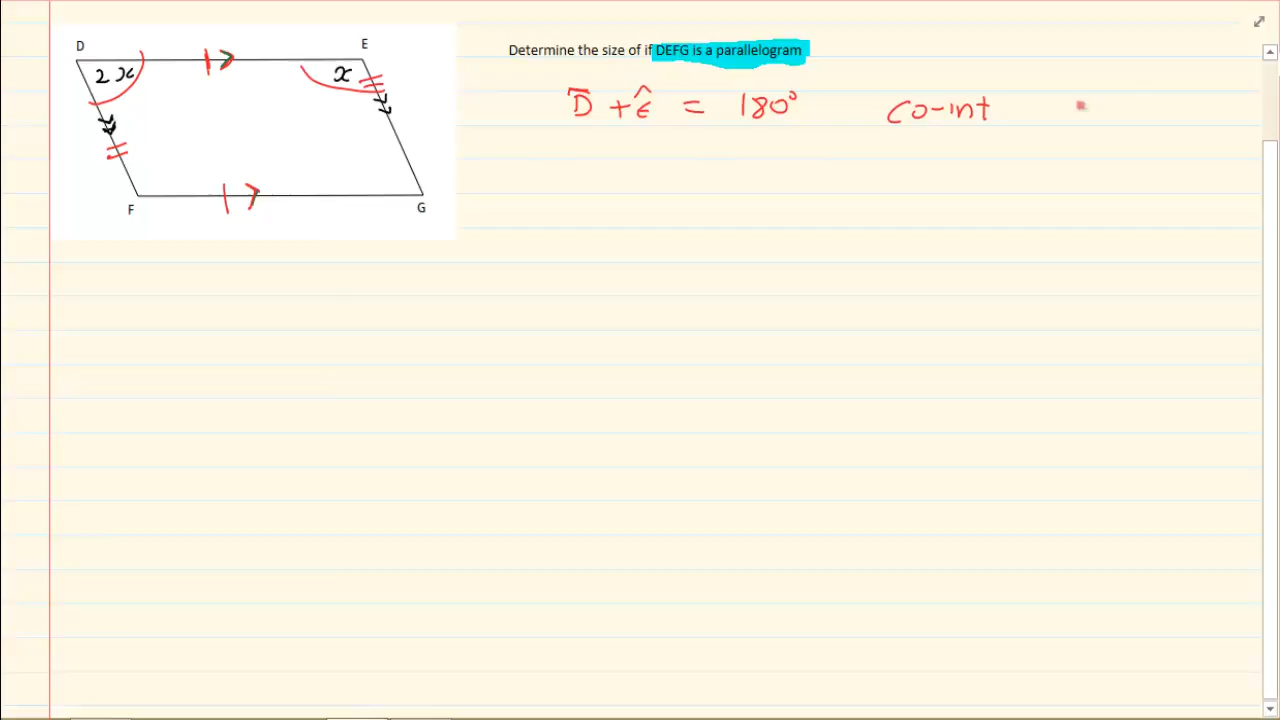 D
E
2x
x
F
G
Determine the size of if DEFG is a parallelogram
D̄ + Ê = 180° co-int